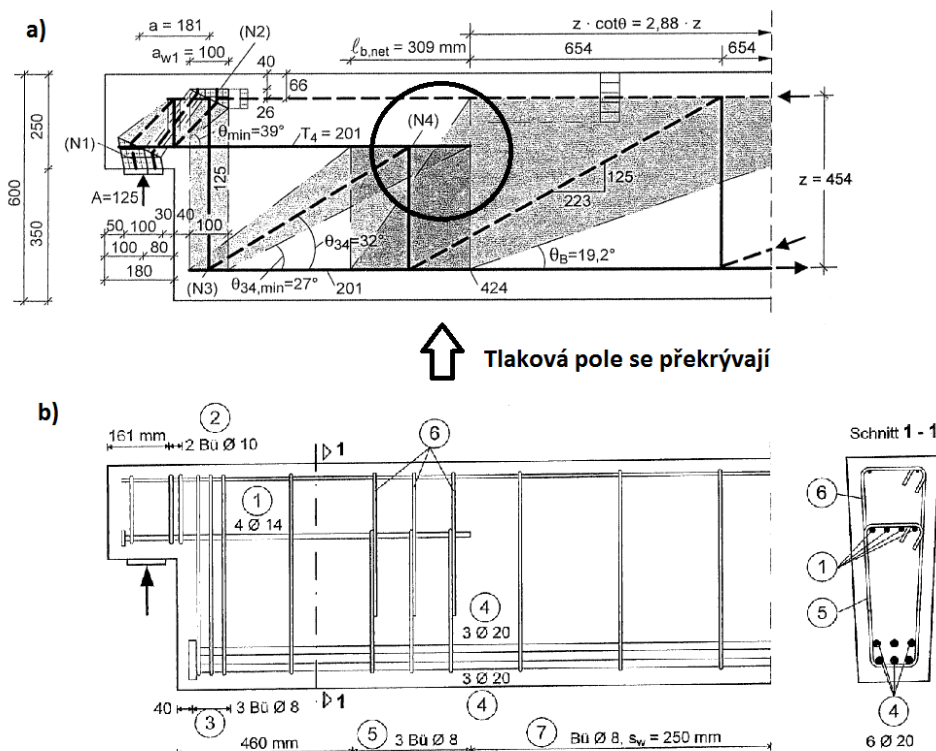 a)
a = 181
a_w1 = 100
(N2)
40
66
26
ℓ_b,net = 309 mm
z · cotθ = 2,88 · z
654
654
θ_min=39°
T₄ = 201
(N4)
(N1)
A=125
125
250
600
350
50 100 30 40
100 80
180
100
θ₃₄=32°
θ₃₄,min=27°
(N3)
201
424
223
125
θ_B=19,2°
z = 454
Tlaková pole se překrývají
b)
161 mm
2
2 Bü Ø 10
1
6
1
4 Ø 14
4
3 Ø 20
3 Ø 20
1
4
40
3
3 Bü Ø 8
460 mm
5
3 Bü Ø 8
7
Bü Ø 8, s_w = 250 mm
Schnitt 1 - 1
6
1
5
4
6 Ø 20